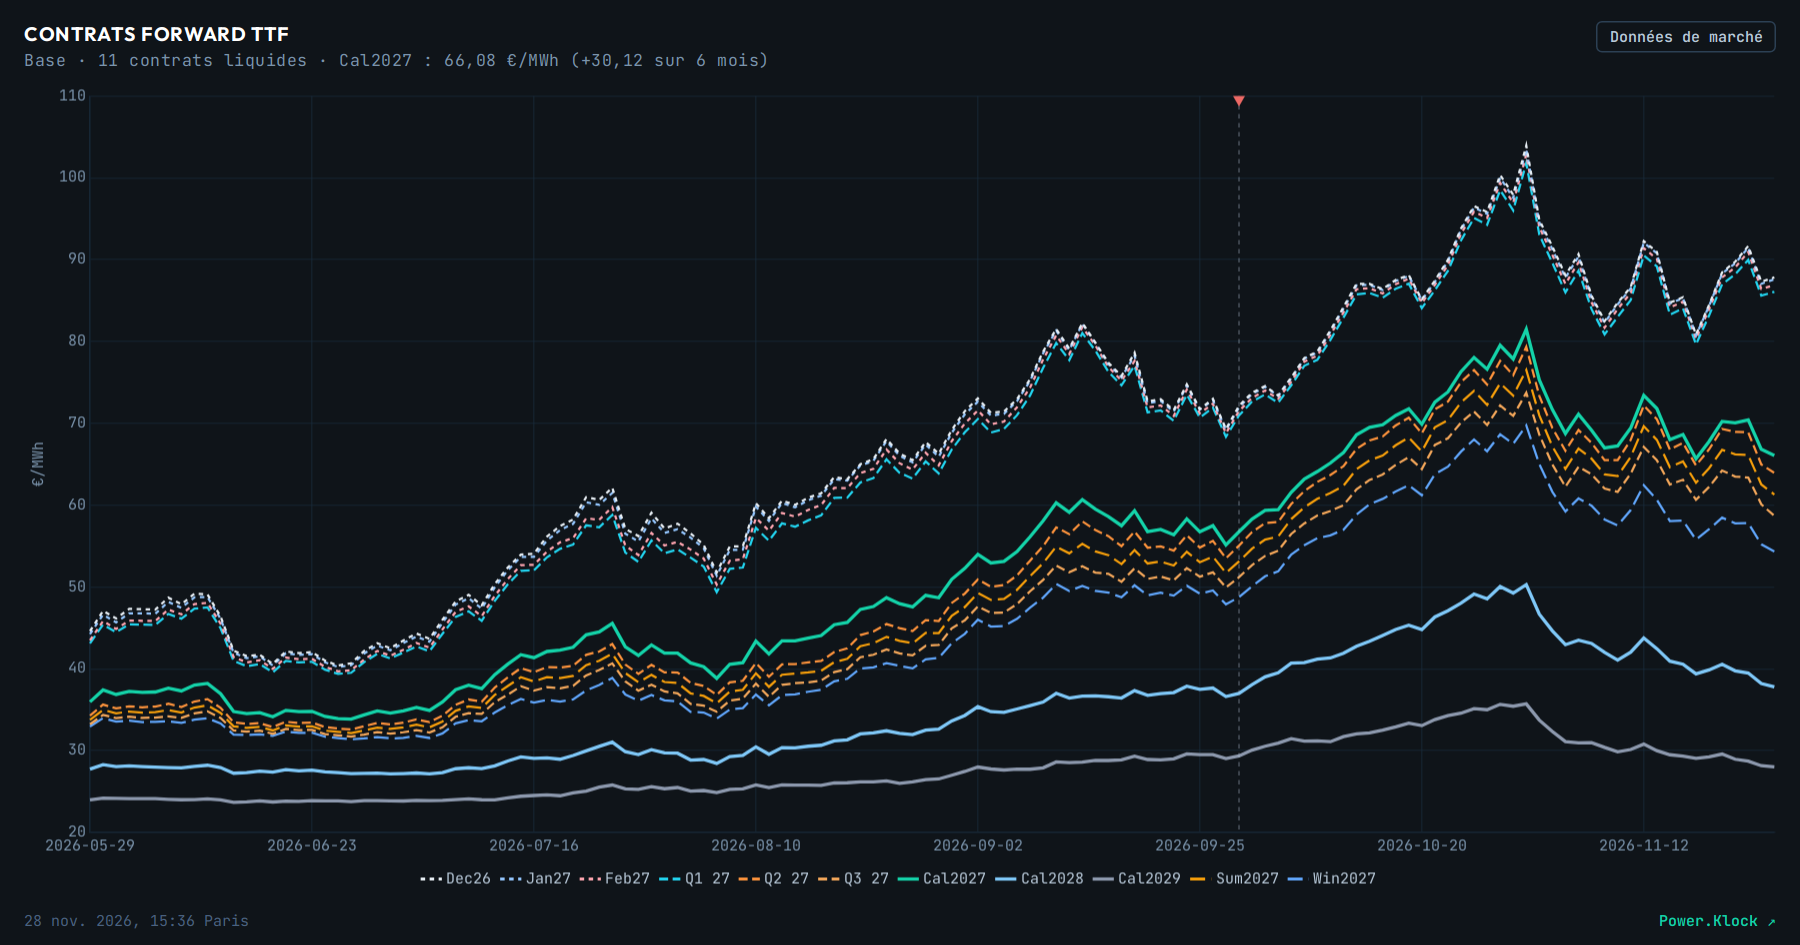 CONTRATS FORWARD TTF
Base · 11 contrats liquides · Cal2027 : 66,08 €/MWh (+30,12 sur 6 mois)
Données de marché
110
100
90
80
70
60
50
40
30
20
€/MWh
2026-05-29 2026-06-23 2026-07-16 2026-08-10 2026-09-02 2026-09-25 2026-10-20 2026-11-12
Dec26 Jan27 Feb27 Q1 27 Q2 27 Q3 27 Cal2027 Cal2028 Cal2029 Sum2027 Win2027
28 nov. 2026, 15:36 Paris
Power.Klock ↗